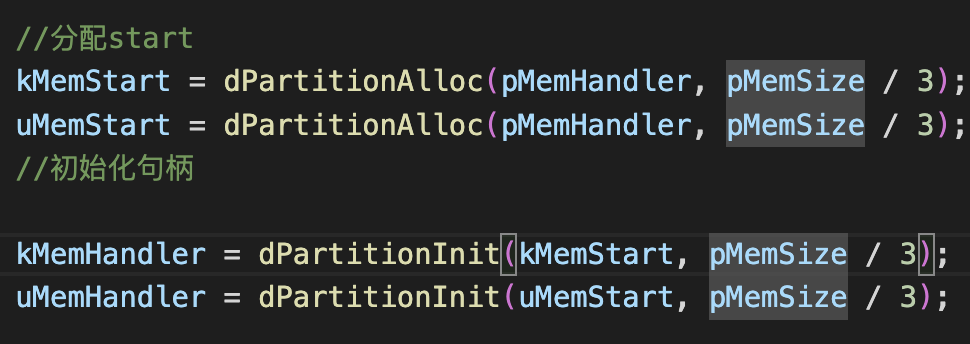 //分配start
kMemStart = dPartitionAlloc(pMemHandler, pMemSize / 3);
uMemStart = dPartitionAlloc(pMemHandler, pMemSize / 3);
//初始化句柄
kMemHandler = dPartitionInit(kMemStart, pMemSize / 3);
uMemHandler = dPartitionInit(uMemStart, pMemSize / 3);